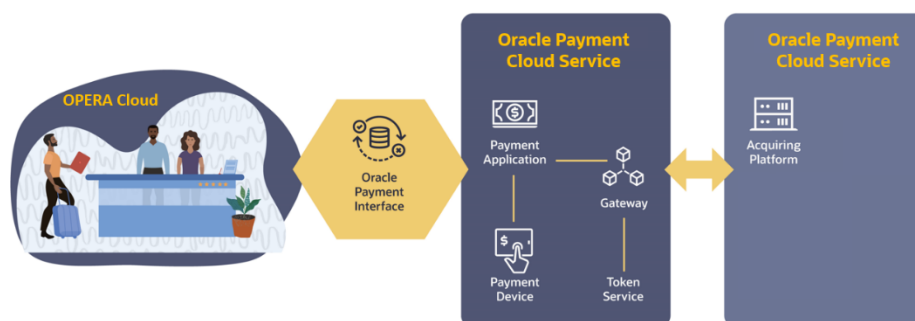 OPERA Cloud
Oracle
Payment
Interface
Oracle Payment
Cloud Service
Payment
Application
Gateway
Payment
Device
Token
Service
Oracle Payment
Cloud Service
Acquiring
Platform